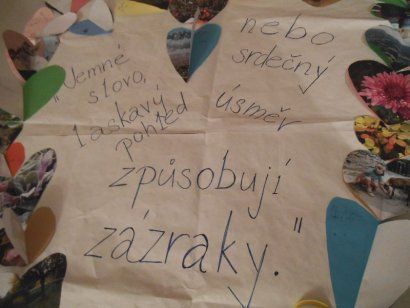 "Jemné
slovo,
laskavý
pohled
nebo
srdečný
úsměv
způsobují
zázraky."